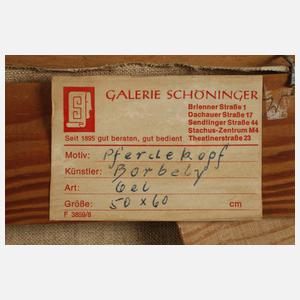 GALERIE SCHÖNINGER
Brienner Straße 1
Dachauer Straße 17
Sendlinger Straße 44
Stachus-Zentrum M4
Theatinerstraße 23
Seit 1895 gut beraten, gut bedient
Motiv: Pferdekopf
Künstler: Borbely
Art: Oel
Größe: 50 x 60 cm
F 3859/8